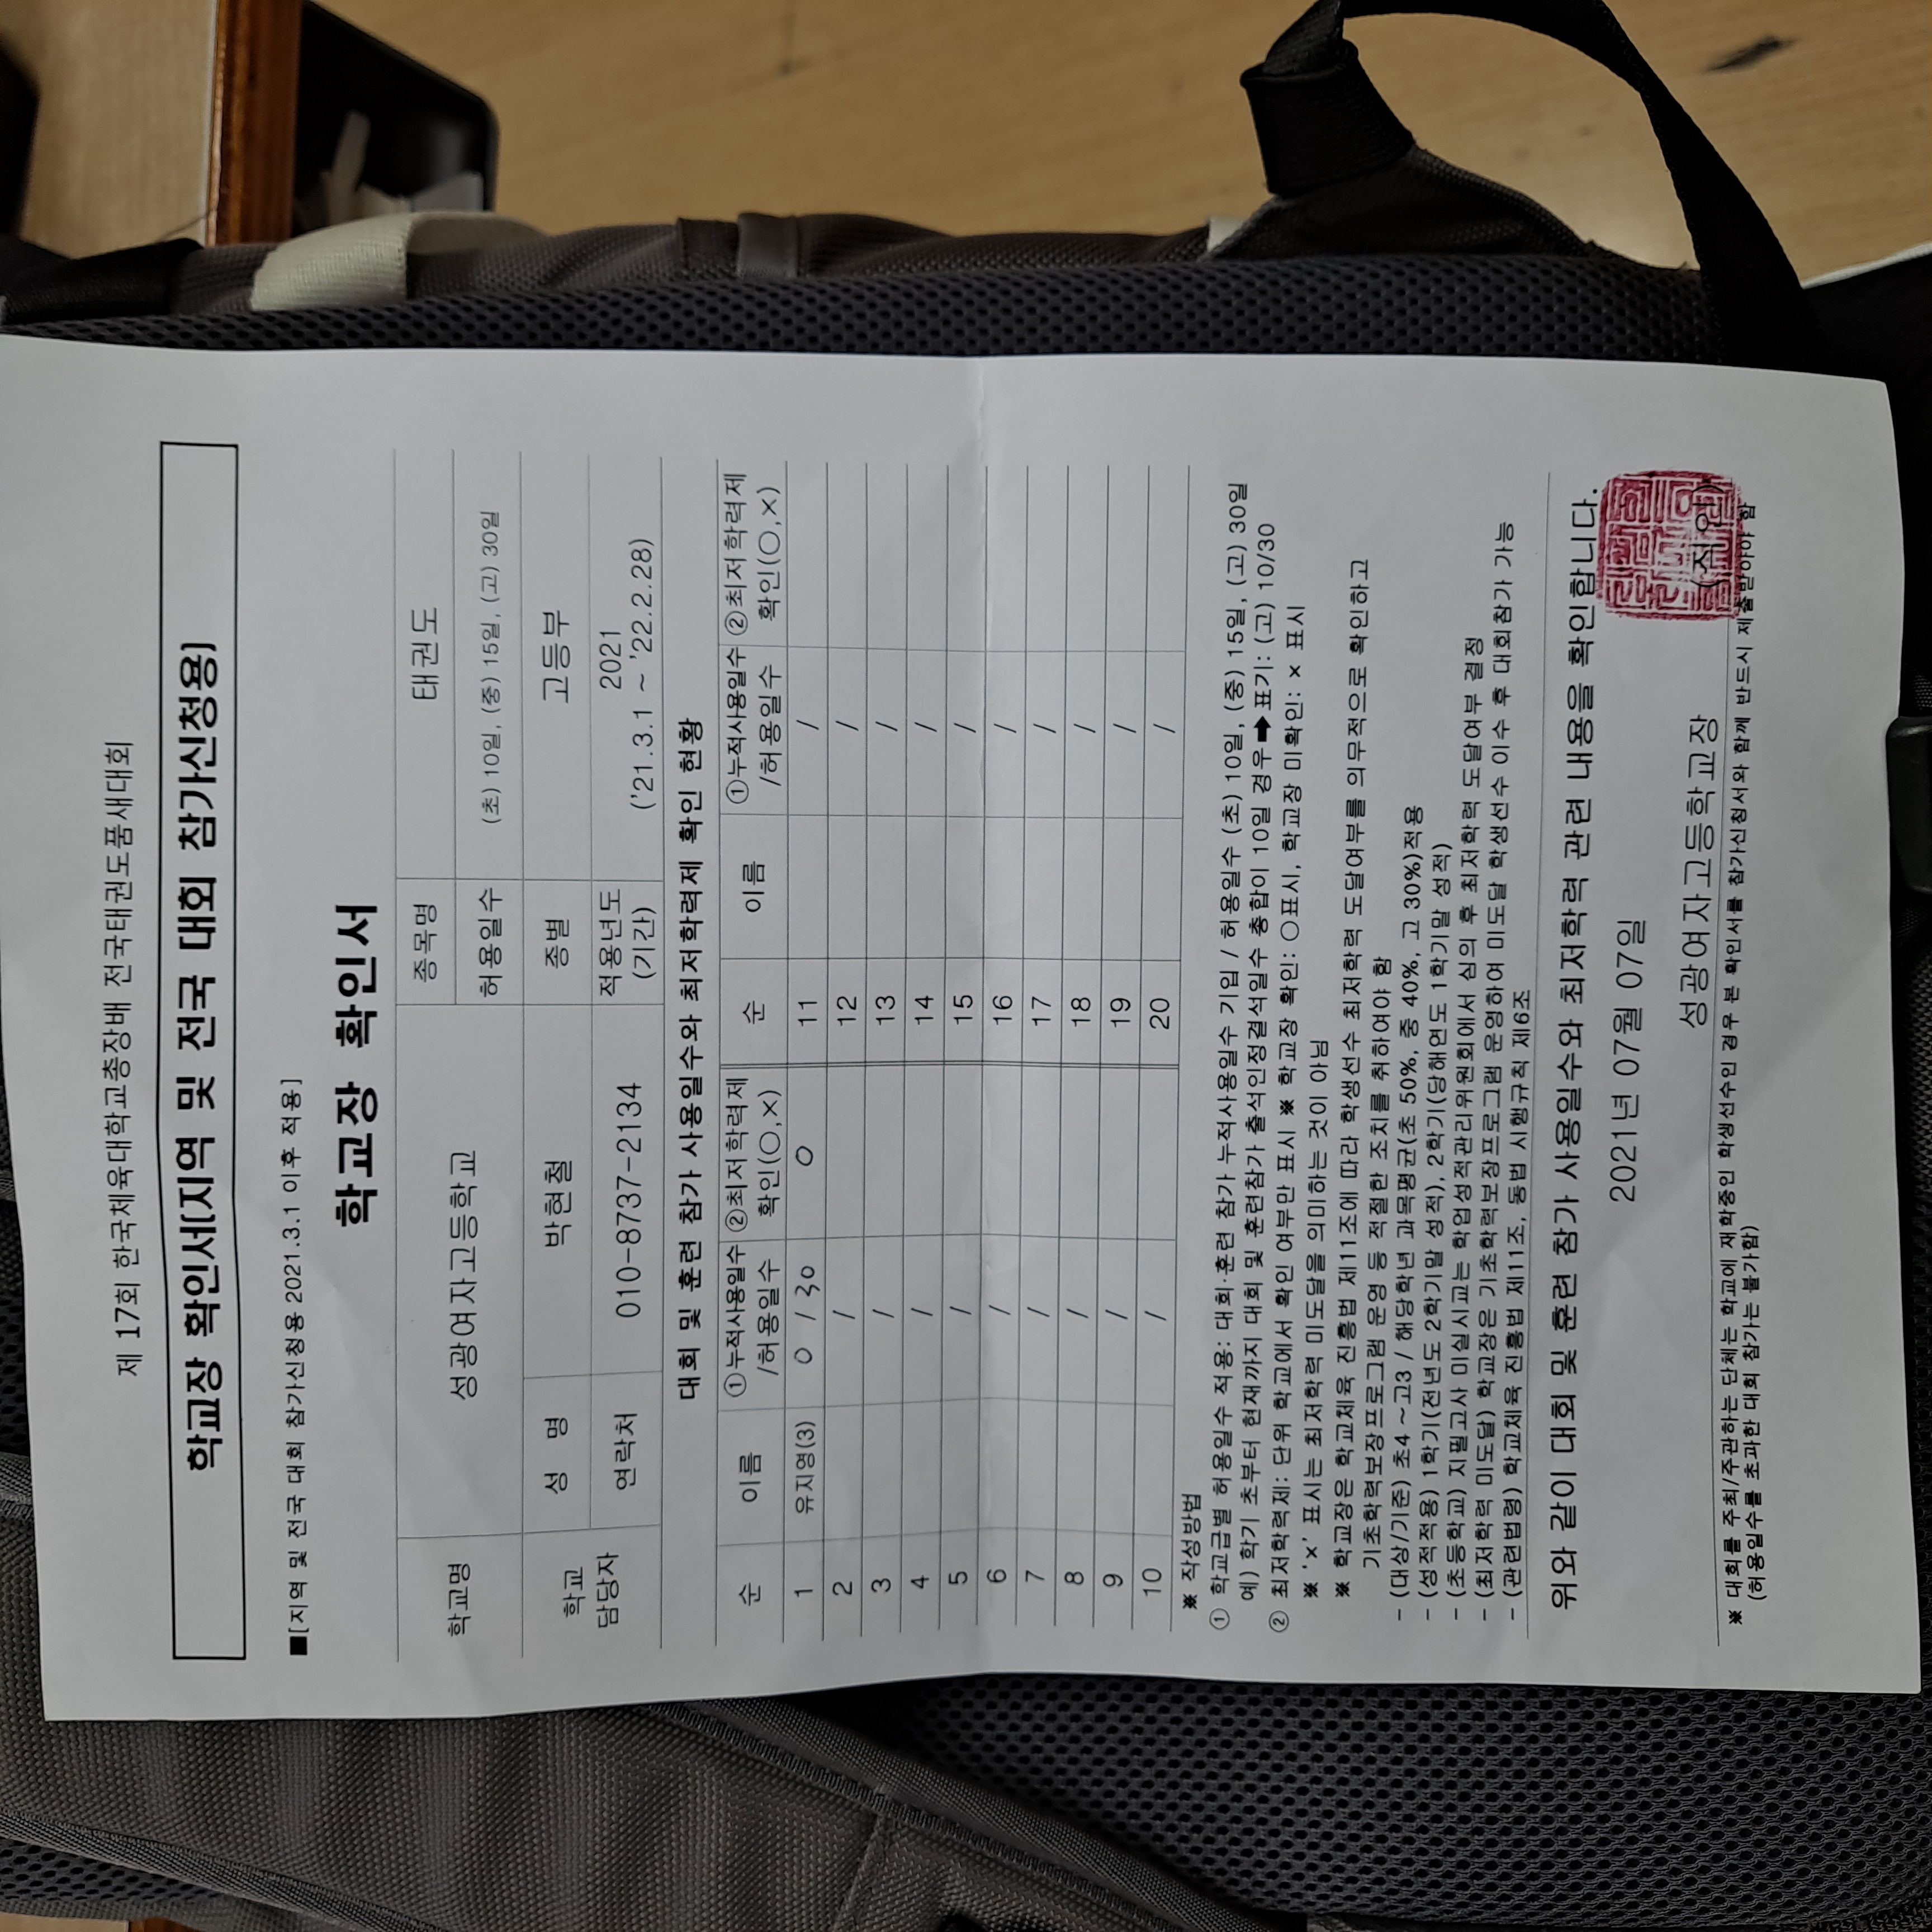 제 17회 한국체육대학교총장배 전국태권도품새대회
학교장 확인서(지역 및 전국 대회 참가신청용)
■[지역 및 전국 대회 참가신청용 2021.3.1 이후 적용]
학교장 확인서
학교명 성광여자고등학교 종목명 태권도
허용일수 (초) 10일, (중) 15일, (고) 30일
학교 담당자 성 명 박현철 종별 고등부
연락처 010-8737-2134 적용년도 (기간) 2021 ('21.3.1 ~ '22.2.28)
대회 및 훈련 참가 사용일수와 최저학력제 확인 현황
순 이름 ①누적사용일수 /허용일수 ②최저학력제 확인(○,×) 순 이름 ①누적사용일수 /허용일수 ②최저학력제 확인(○,×)
1 유지영(3) 0 / 30 0 11 /
2 / 12 /
3 / 13 /
4 / 14 /
5 / 15 /
6 / 16 /
7 / 17 /
8 / 18 /
9 / 19 /
10 / 20 /
※ 작성방법
① 학교급별 허용일수 적용: 대회·훈련 참가 누적사용일수 기입 / 허용일수 (초) 10일, (중) 15일, (고) 30일
예) 학기 초부터 현재까지 대회 및 훈련참가 출석인정결석일수 총합이 10일 경우 ➡ 표기: (고) 10/30
② 최저학력제: 단위 학교에서 확인 여부만 표시 ※ 학교장 확인: ○표시, 학교장 미확인: × 표시
※ '×' 표시는 최저학력 미도달을 의미하는 것이 아님
※ 학교장은 학교체육 진흥법 제11조에 따라 학생선수 최저학력 도달여부를 의무적으로 확인하고
기초학력보장프로그램 운영 등 적절한 조치를 취하여야 함
- (대상/기준) 초4 ~고3 / 해당학년 과목평균(초 50%, 중 40%, 고 30%)적용
- (성적적용) 1학기(전년도 2학기말 성적), 2학기(당해연도 1학기말 성적)
- (초등학교) 지필고사 미실시교는 학업성적관리위원회에서 심의 후 최저학력 도달여부 결정
- (최저학력 미도달) 학교장은 기초학력보장프로그램 운영하여 미도달 학생선수 이수 후 대회참가 가능
- (관련법령) 학교체육 진흥법 제11조, 동법 시행규칙 제6조
위와 같이 대회 및 훈련 참가 사용일수와 최저학력 관련 내용을 확인합니다.
2021년 07월 07일
성광여자고등학교장 (직인)
※ 대회를 주최/주관하는 단체는 학교에 재학중인 학생선수인 경우 본 확인서를 참가신청서와 함께 반드시 제출받아야 함
(허용일수를 초과한 대회 참가는 불가함)